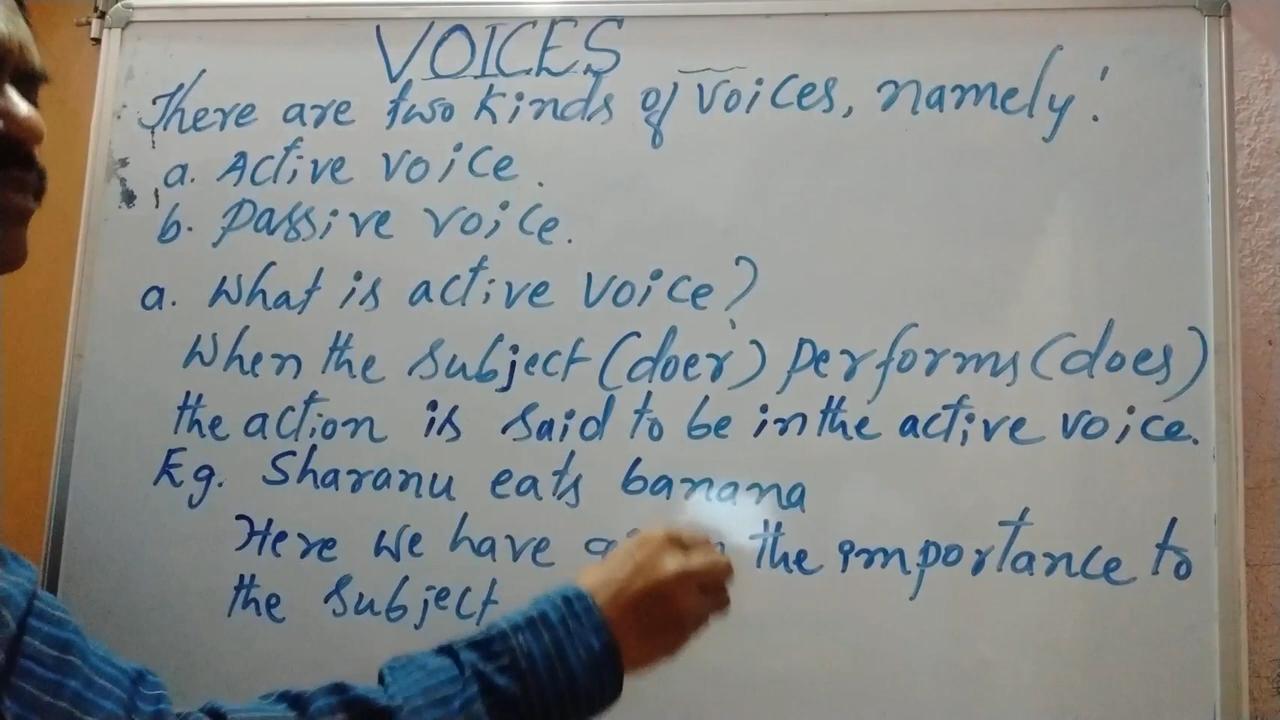 VOICES
There are two kinds of voices, namely:
a. Active voice.
b. Passive voice.
a. What is active voice?
When the subject (doer) performs (does)
the action is said to be in the active voice.
Eg. Sharanu eats banana
Here we have the importance to
the subject